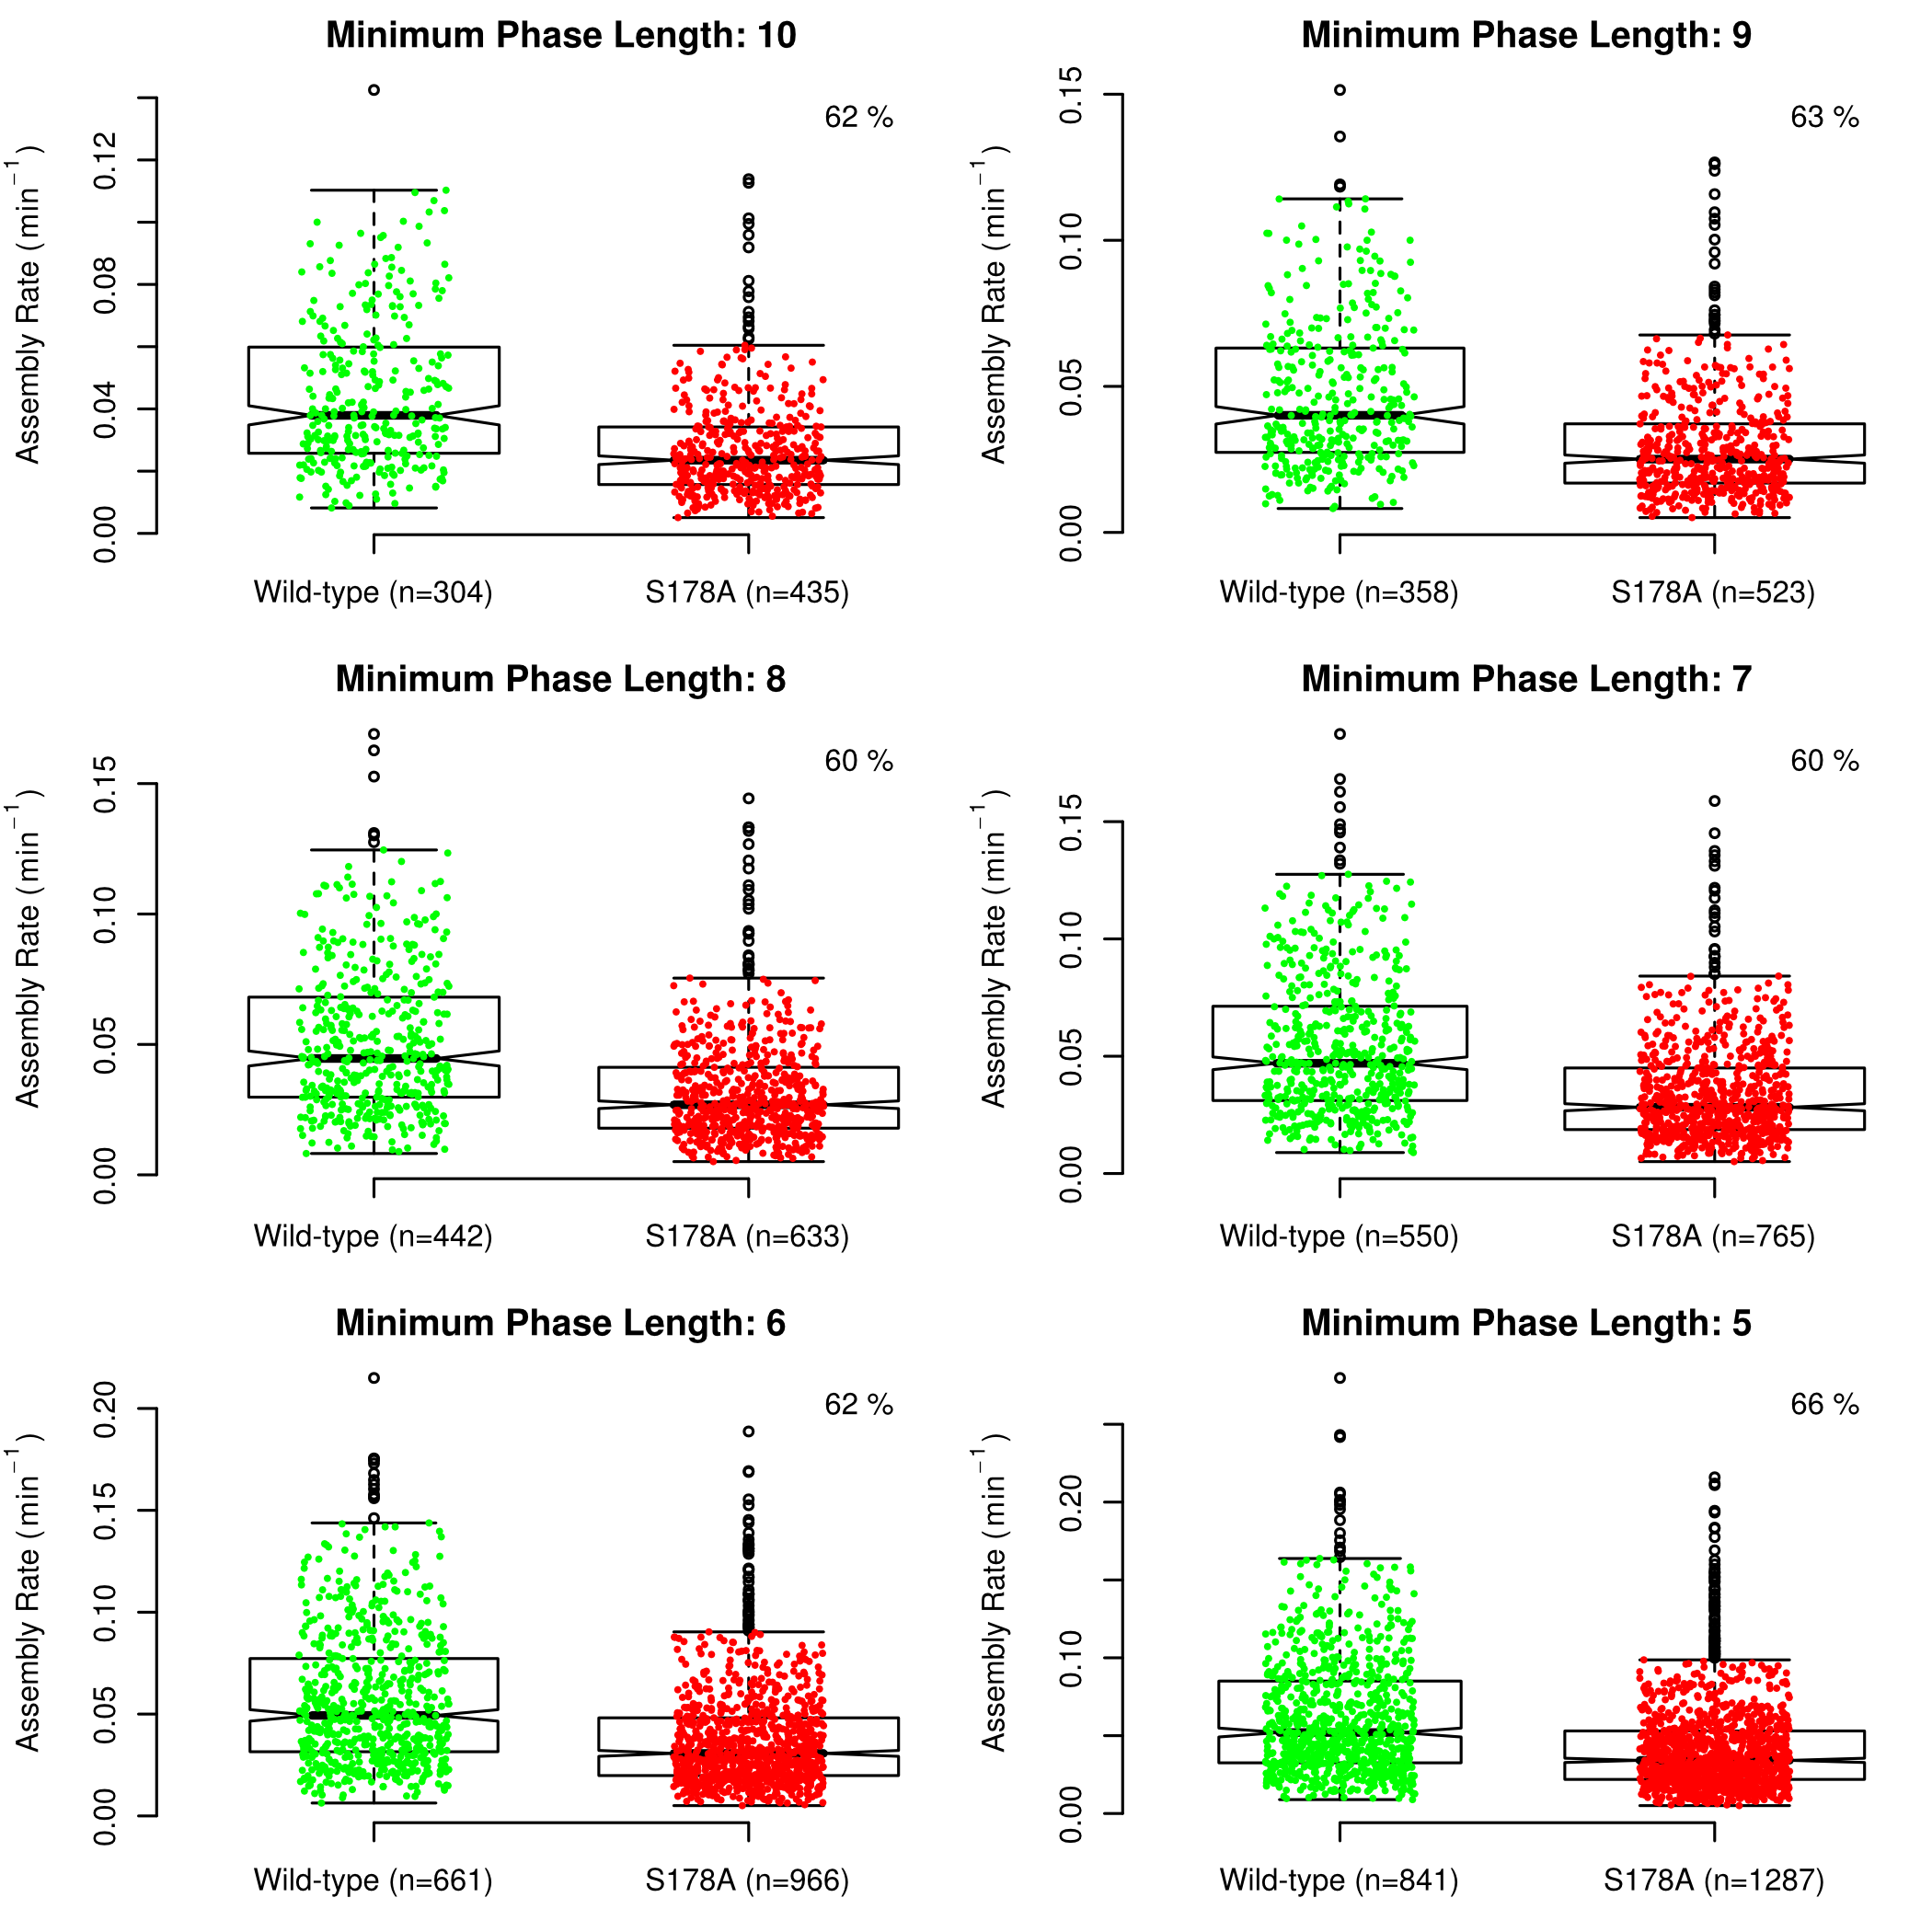 Minimum Phase Length: 10
Assembly Rate (min⁻¹)
0.00 0.04 0.08 0.12
62 %
Wild-type (n=304) S178A (n=435)
Minimum Phase Length: 9
Assembly Rate (min⁻¹)
0.00 0.05 0.10 0.15
63 %
Wild-type (n=358) S178A (n=523)
Minimum Phase Length: 8
Assembly Rate (min⁻¹)
0.00 0.05 0.10 0.15
60 %
Wild-type (n=442) S178A (n=633)
Minimum Phase Length: 7
Assembly Rate (min⁻¹)
0.00 0.05 0.10 0.15
60 %
Wild-type (n=550) S178A (n=765)
Minimum Phase Length: 6
Assembly Rate (min⁻¹)
0.00 0.05 0.10 0.15 0.20
62 %
Wild-type (n=661) S178A (n=966)
Minimum Phase Length: 5
Assembly Rate (min⁻¹)
0.00 0.10 0.20
66 %
Wild-type (n=841) S178A (n=1287)